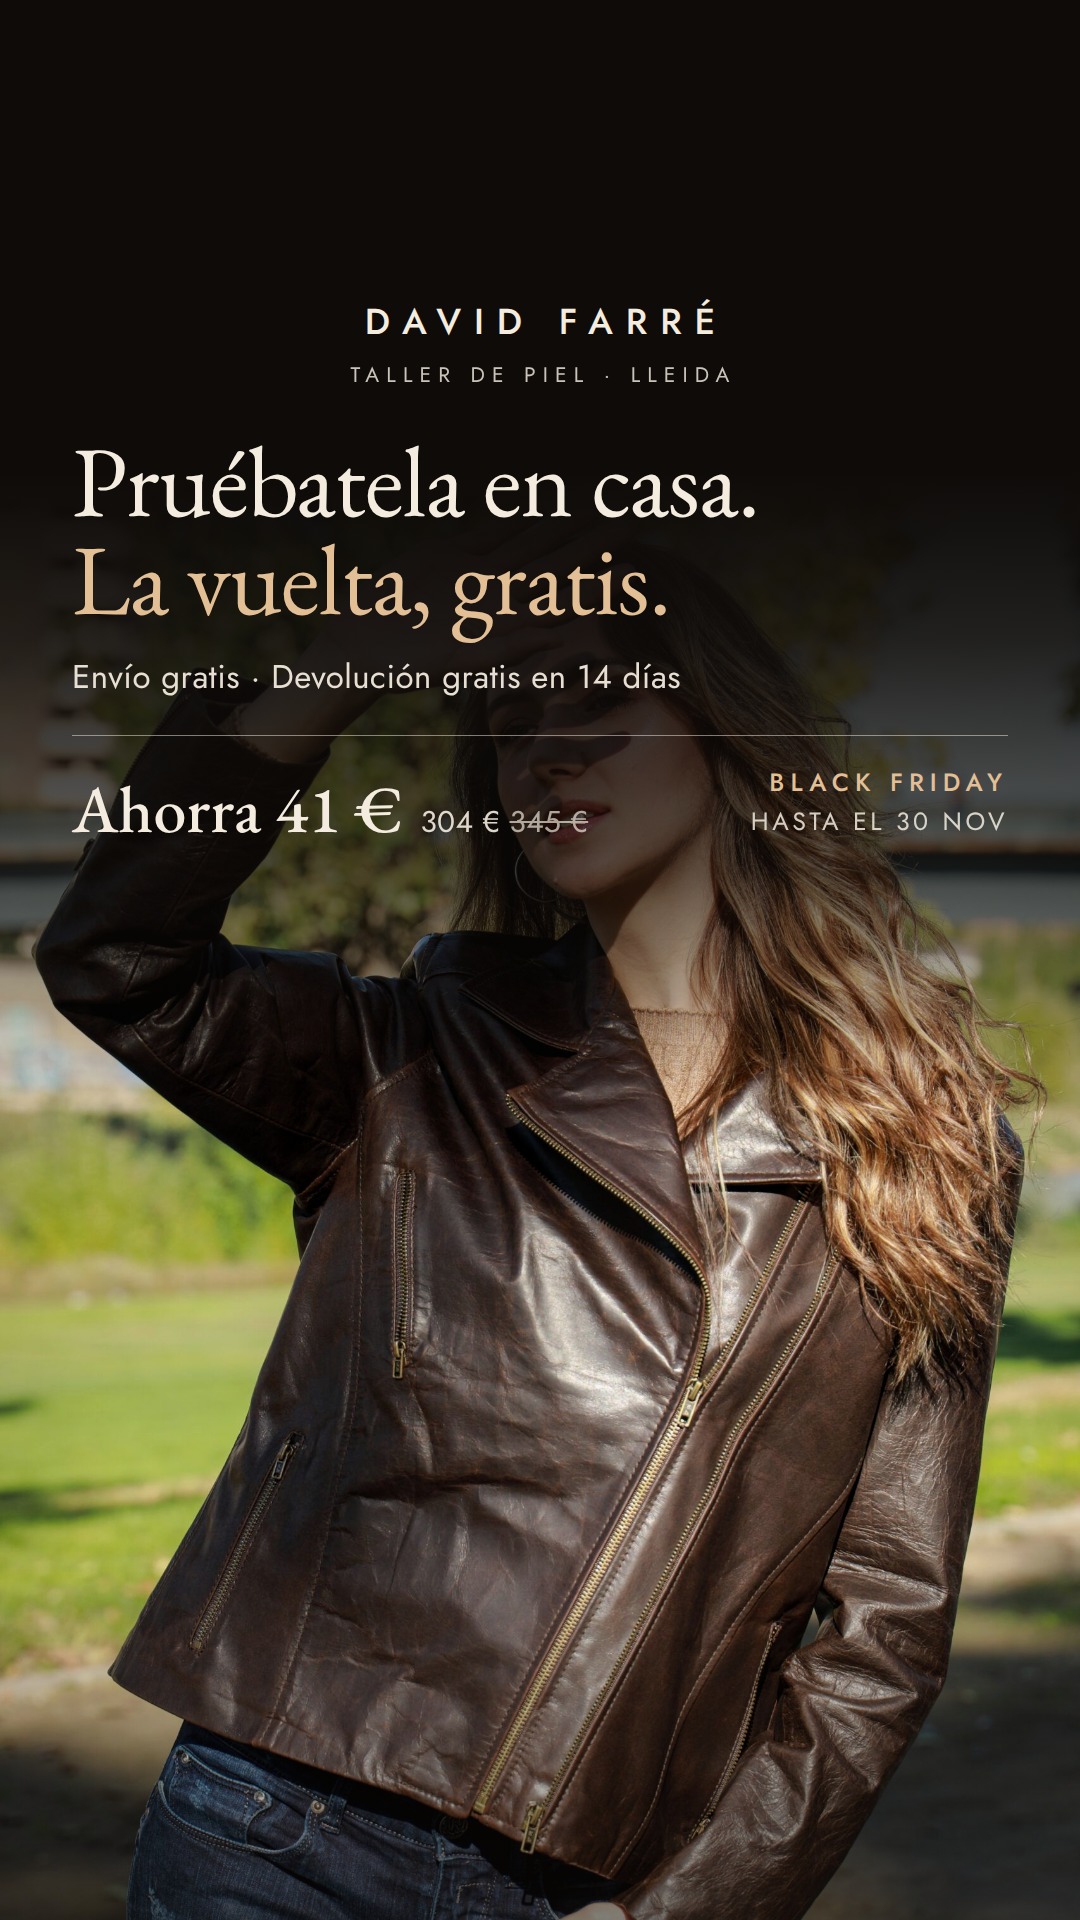 DAVID FARRÉ
TALLER DE PIEL · LLEIDA
Pruébatela en casa.
La vuelta, gratis.
Envío gratis · Devolución gratis en 14 días
Ahorra 41 € 304 € 345 €
BLACK FRIDAY
HASTA EL 30 NOV